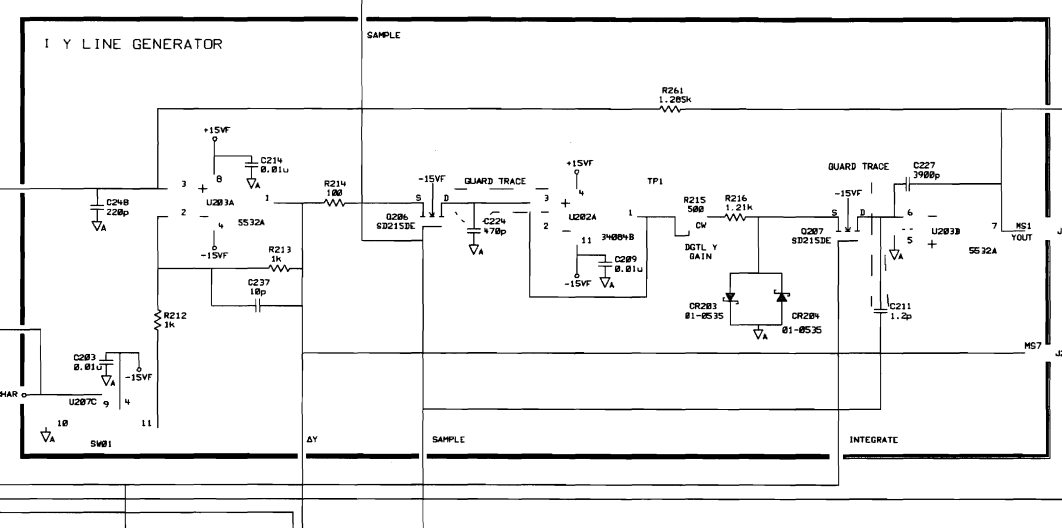 SAMPLE
I Y LINE GENERATOR
R261
1.205k
+15VF
8
C214
0.01u
A
3
+
U203A
1
2
-
5532A
4
-15VF
C248
220p
A
R214
100
-15VF
S D
Q206
SD215DE
GUARD TRACE
C224
470p
A
+15VF
4
3
+
U202A
1
2
-
34084B
11
C209
0.01u
A
-15VF
TP1
R215
500
CW
DGTL Y
GAIN
R216
1.21k
GUARD TRACE
-15VF
S D
Q207
SD215DE
C227
3900p
6
-
U203B
7
5
+
5532A
A
MS1
YOUT
J
R213
1k
C237
10p
R212
1k
CR203
01-0535
CR204
01-0535
A
C211
1.2p
MS7
J2
C203
0.01u
A
-15VF
HAR
U207C
9 4
10
11
A
SW01
ΔY
SAMPLE
INTEGRATE